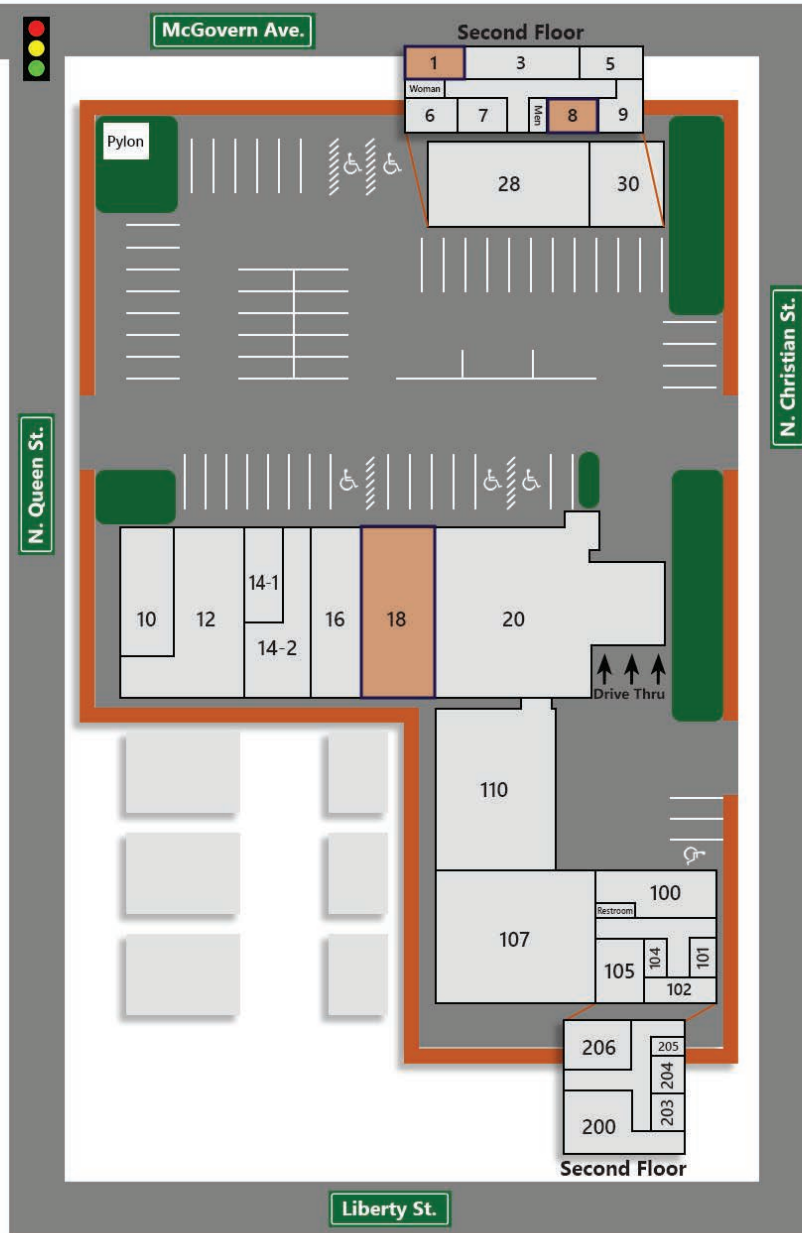 McGovern Ave.
Second Floor
1
3
5
Woman
6
7
Men
8
9
Pylon
28
30
N. Queen St.
N. Christian St.
10
12
14-1
14-2
16
18
20
Drive Thru
110
100
Restroom
107
105
104
101
102
206
205
204
203
200
Second Floor
Liberty St.